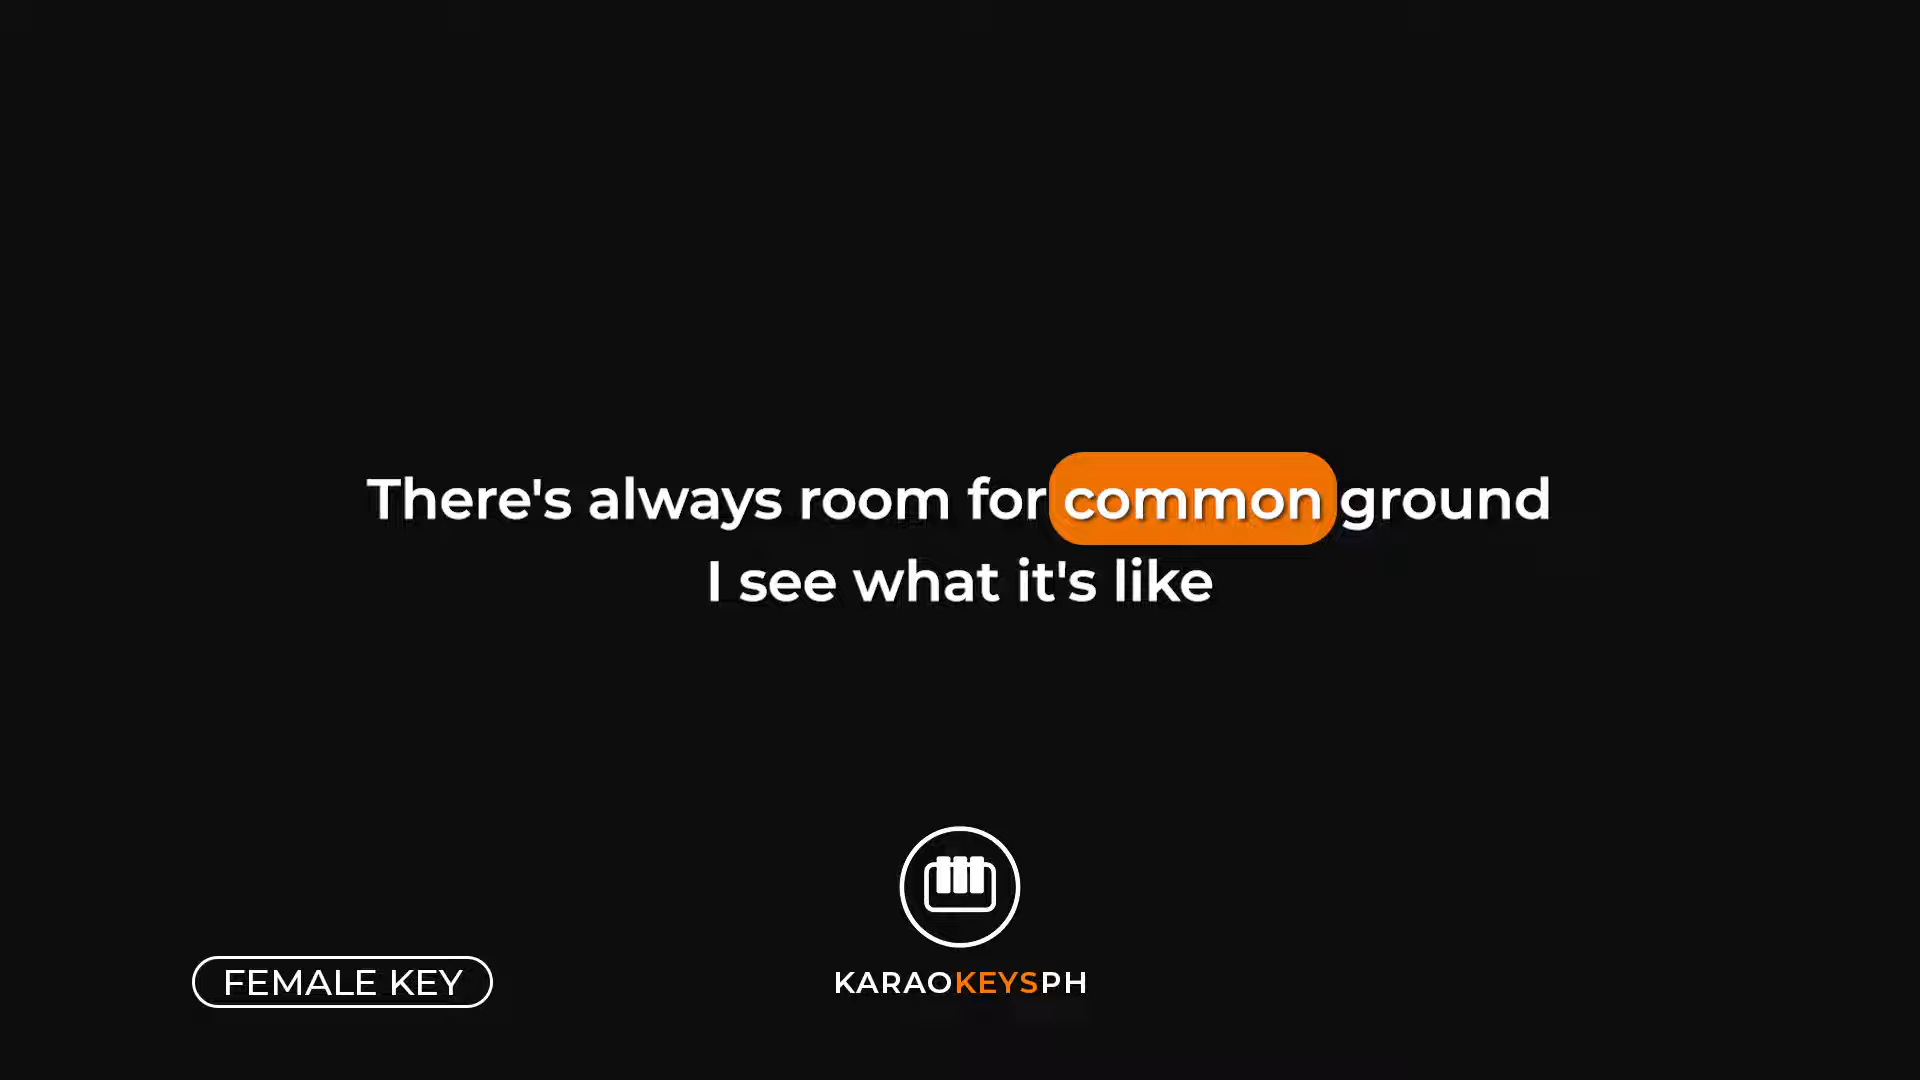 There's always room for common ground
I see what it's like
FEMALE KEY
KARAOKEYSPH